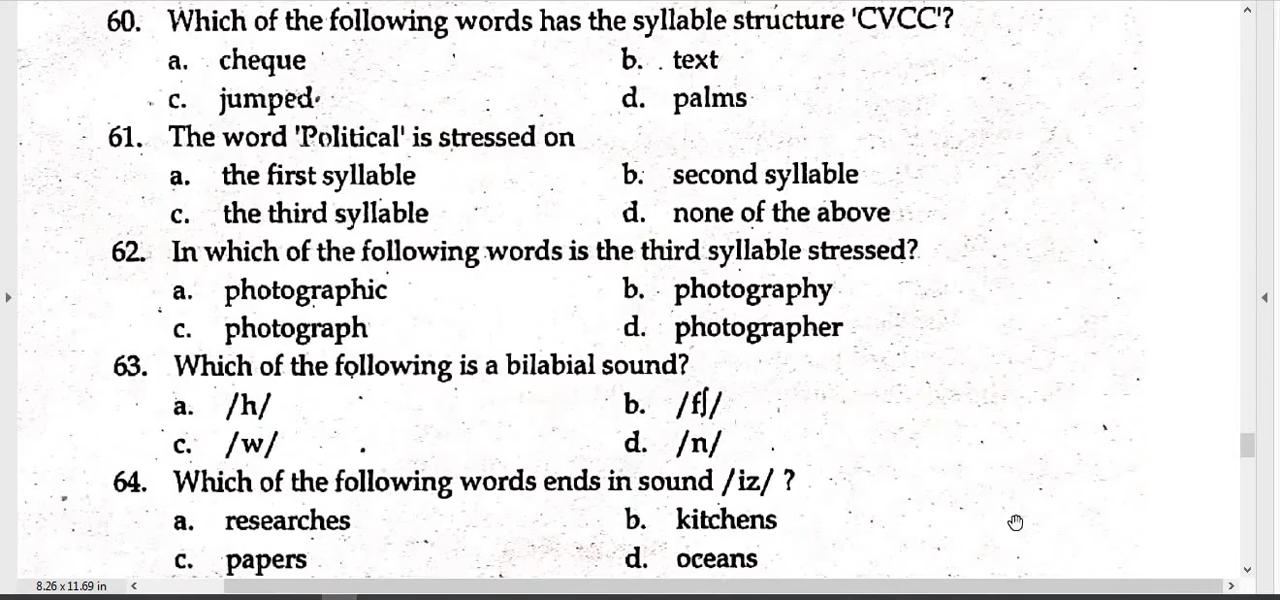 60. Which of the following words has the syllable structure 'CVCC'?
a. cheque b. text
c. jumped d. palms
61. The word 'Political' is stressed on
a. the first syllable b. second syllable
c. the third syllable d. none of the above
62. In which of the following words is the third syllable stressed?
a. photographic b. photography
c. photograph d. photographer
63. Which of the following is a bilabial sound?
a. /h/ b. /fʃ/
c. /w/ d. /n/
64. Which of the following words ends in sound /iz/ ?
a. researches b. kitchens
c. papers d. oceans
8.26 x 11.69 in